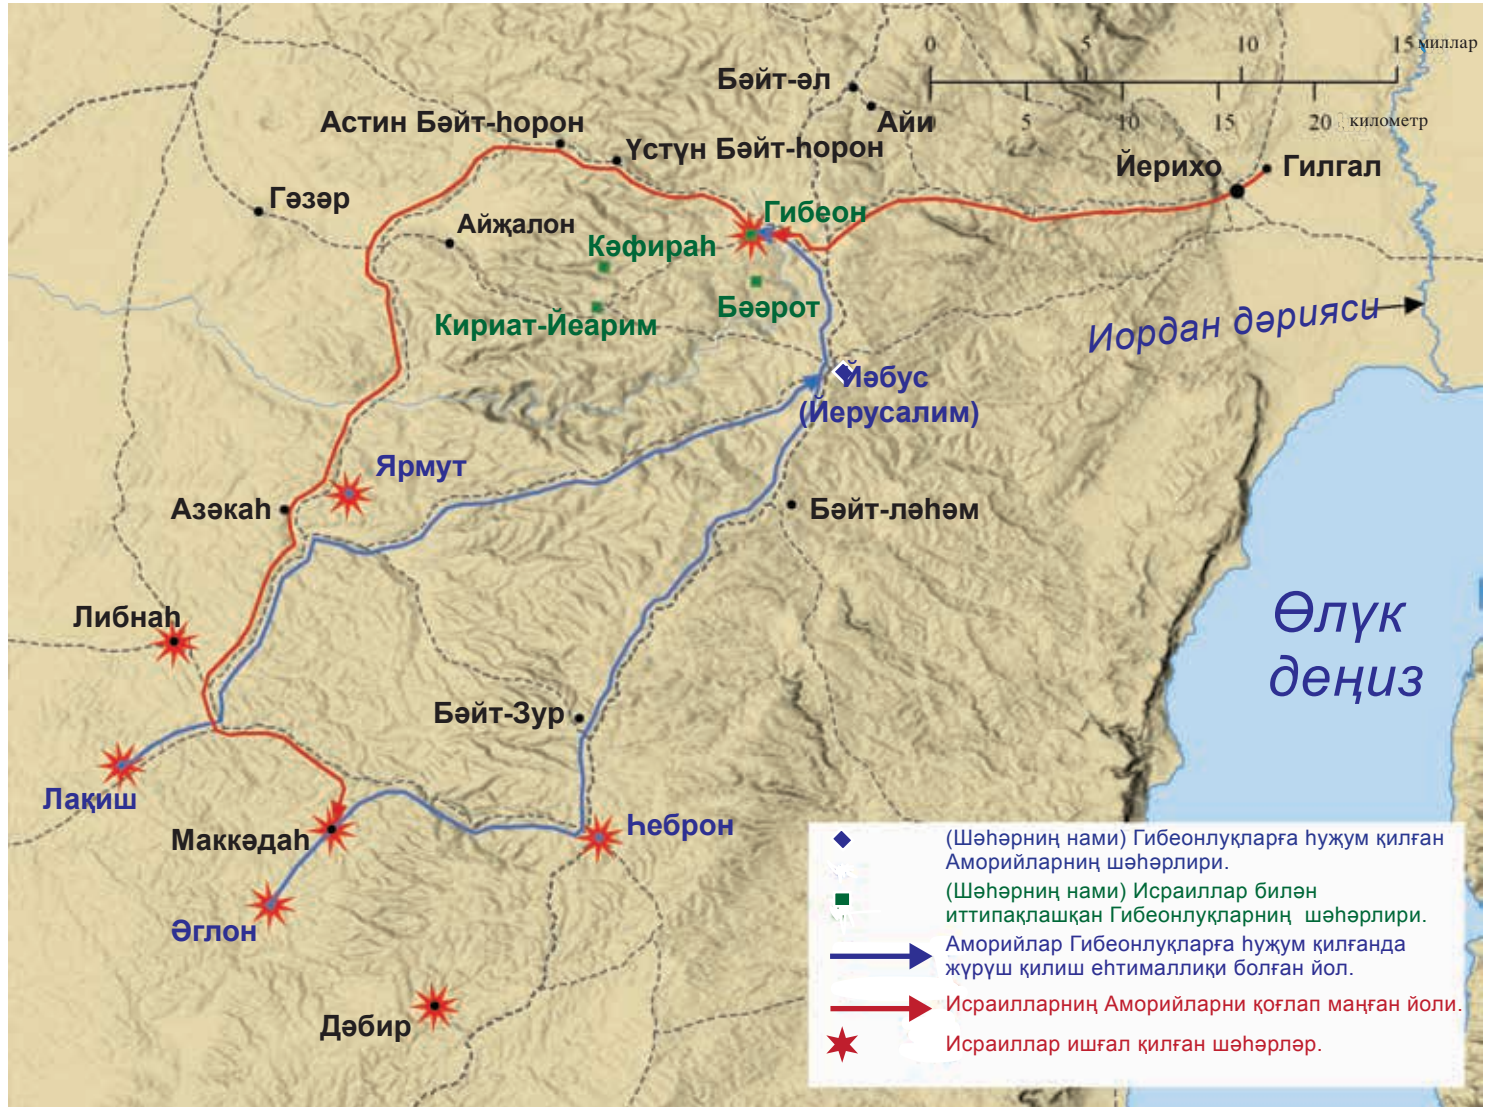 0 5 10 15 миллар
5 10 15 20 километр
Бәйт-әл
Айи
Астин Бәйт-һорон
Үстүн Бәйт-һорон
Йерихо
Гилгал
Гәзәр
Айҗалон
Гибеон
Кәфираһ
Бәәрот
Кириат-Йеарим
Иордан дәрияси
Йәбус
(Йерусалим)
Ярмут
Азәкаһ
Бәйт-ләһәм
Өлүк
деңиз
Либнаһ
Бәйт-Зур
Лақиш
Маккәдаһ
Һеброн
Әглон
Дәбир
(Шәһәрниң нами) Гибеонлуқларға һуҗум қилған
Аморийларниң шәһәрлири.
(Шәһәрниң нами) Исраиллар билән
иттипақлашқан Гибеонлуқларниң шәһәрлири.
Аморийлар Гибеонлуқларға һуҗум қилғанда
жүрүш қилиш еһтималлиқи болған йол.
Исраилларниң Аморийларни қоғлап маңған йоли.
Исраиллар ишғал қилған шәһәрләр.